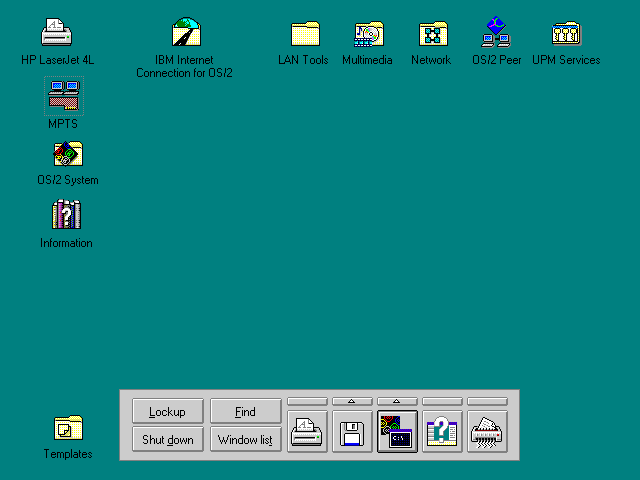 HP LaserJet 4L
IBM Internet
Connection for OS/2
LAN Tools
Multimedia
Network
OS/2 Peer
UPM Services
MPTS
OS/2 System
Information
Templates
Lockup
Find
Shut down
Window list
C:\